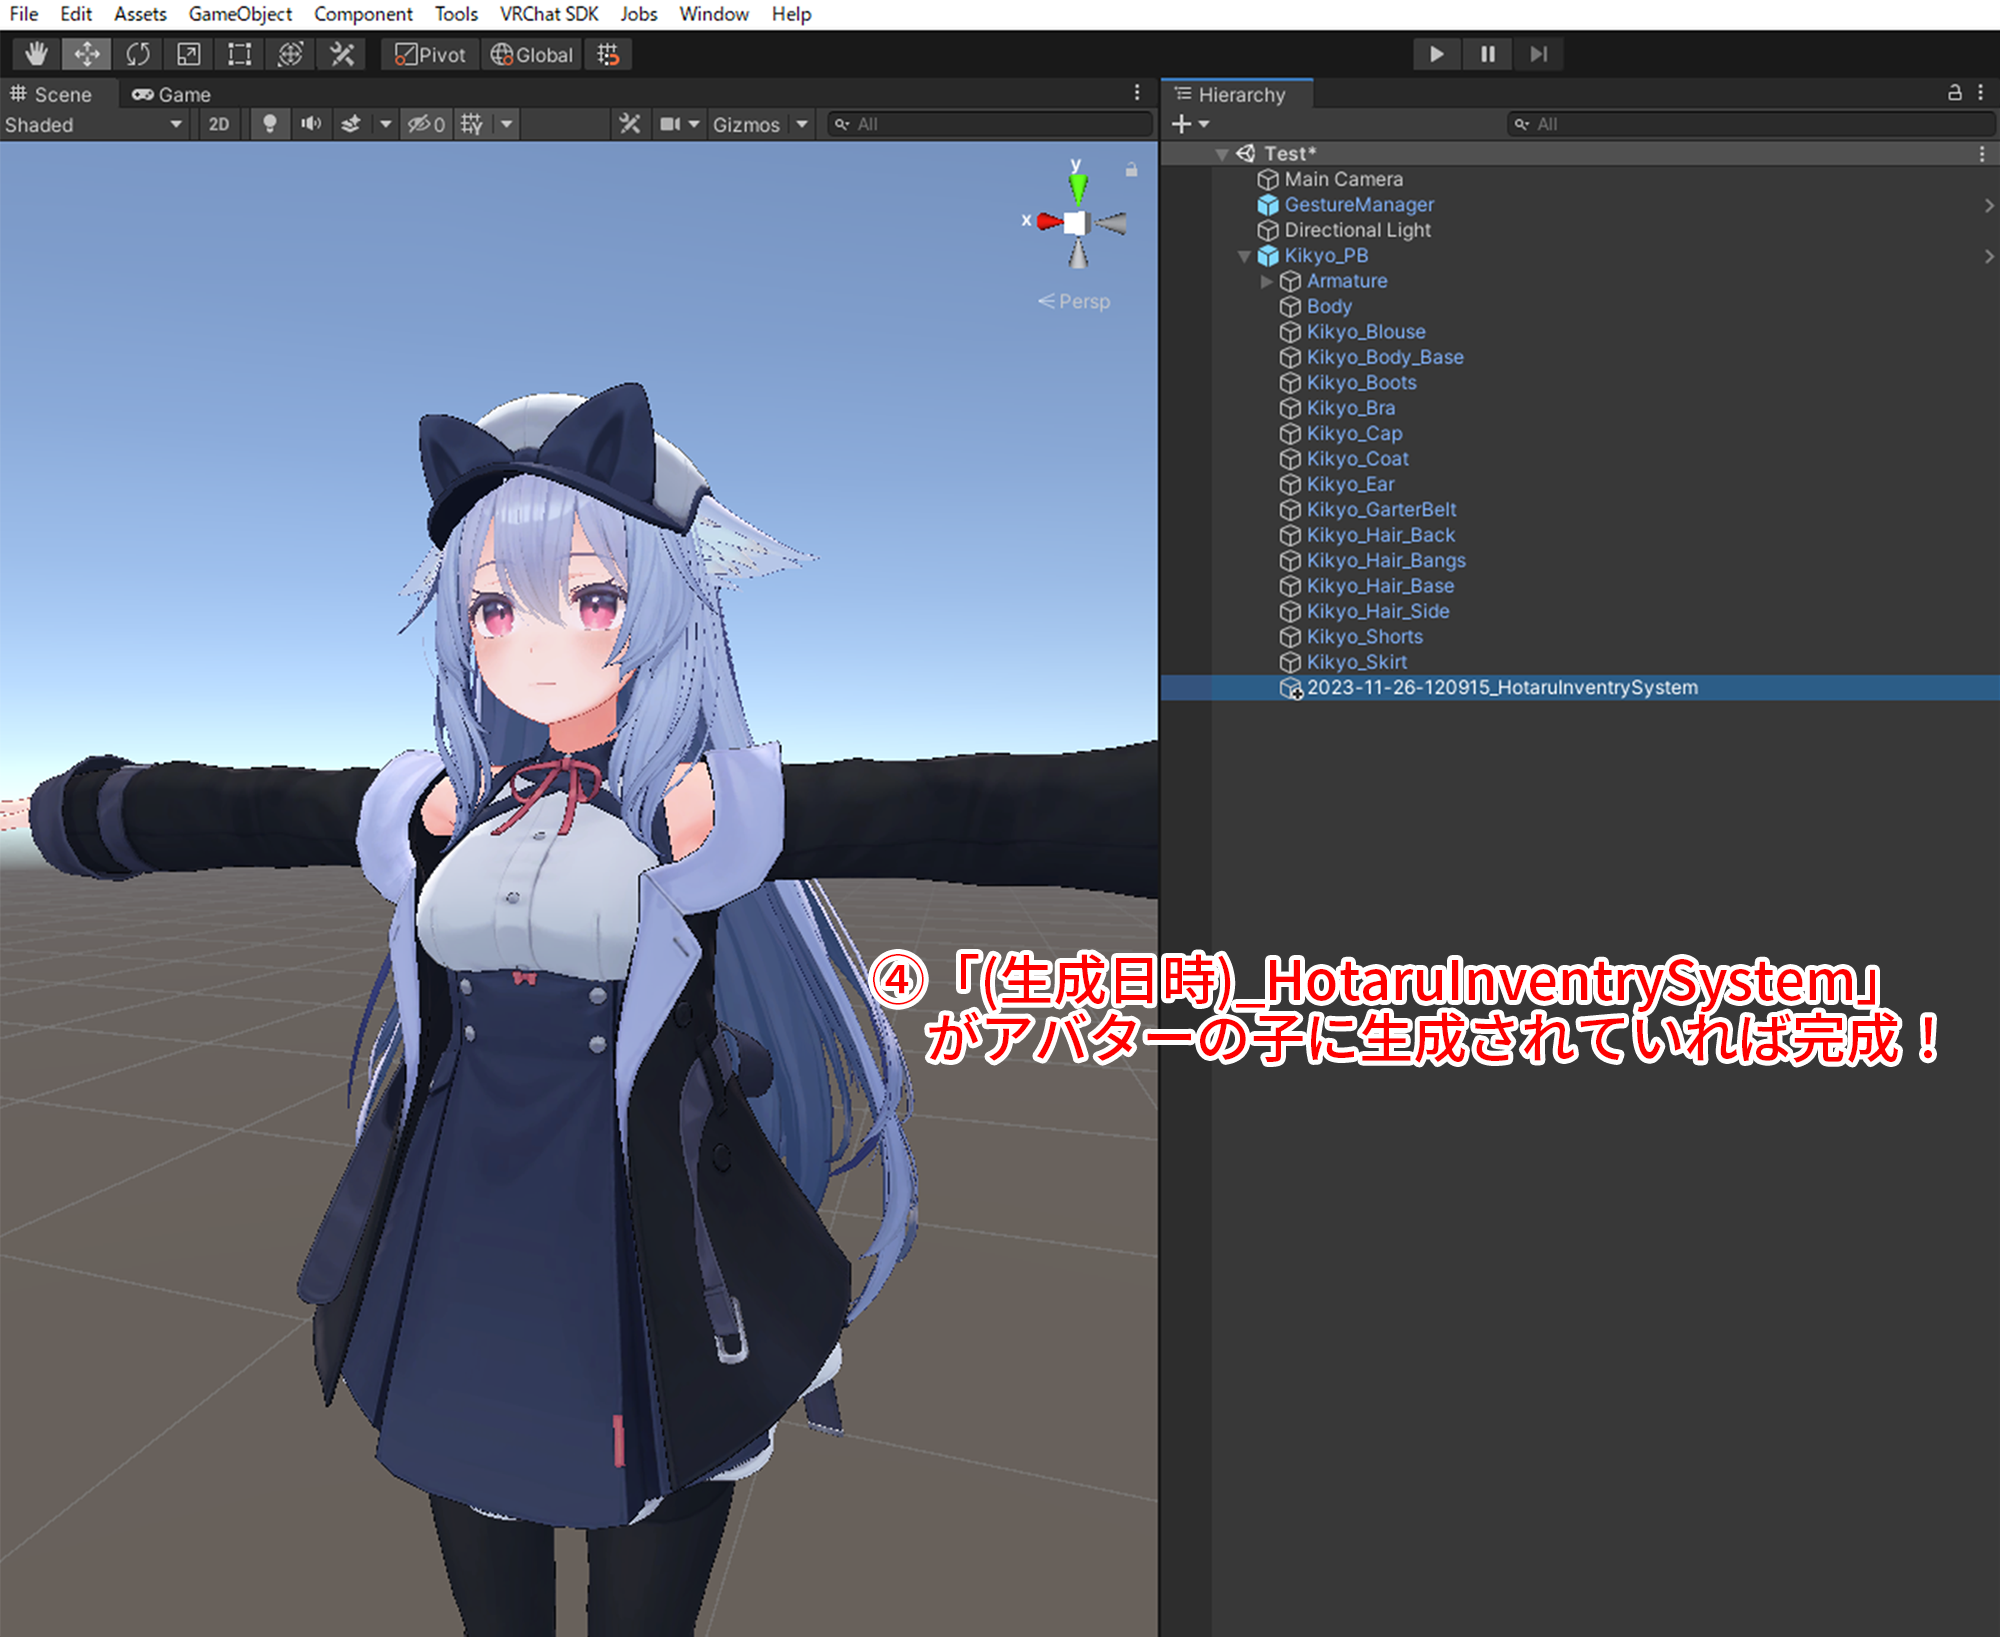 File Edit Assets GameObject Component Tools VRChat SDK Jobs Window Help
Pivot Global
Scene Game
Shaded 2D 0 Gizmos All
y
x
Persp
Hierarchy
All
Test*
Main Camera
GestureManager
Directional Light
Kikyo_PB
Armature
Body
Kikyo_Blouse
Kikyo_Body_Base
Kikyo_Boots
Kikyo_Bra
Kikyo_Cap
Kikyo_Coat
Kikyo_Ear
Kikyo_GarterBelt
Kikyo_Hair_Back
Kikyo_Hair_Bangs
Kikyo_Hair_Base
Kikyo_Hair_Side
Kikyo_Shorts
Kikyo_Skirt
2023-11-26-120915_HotaruInventrySystem
④「(生成日時)_HotaruInventrySystem」
がアバターの子に生成されていれば完成！